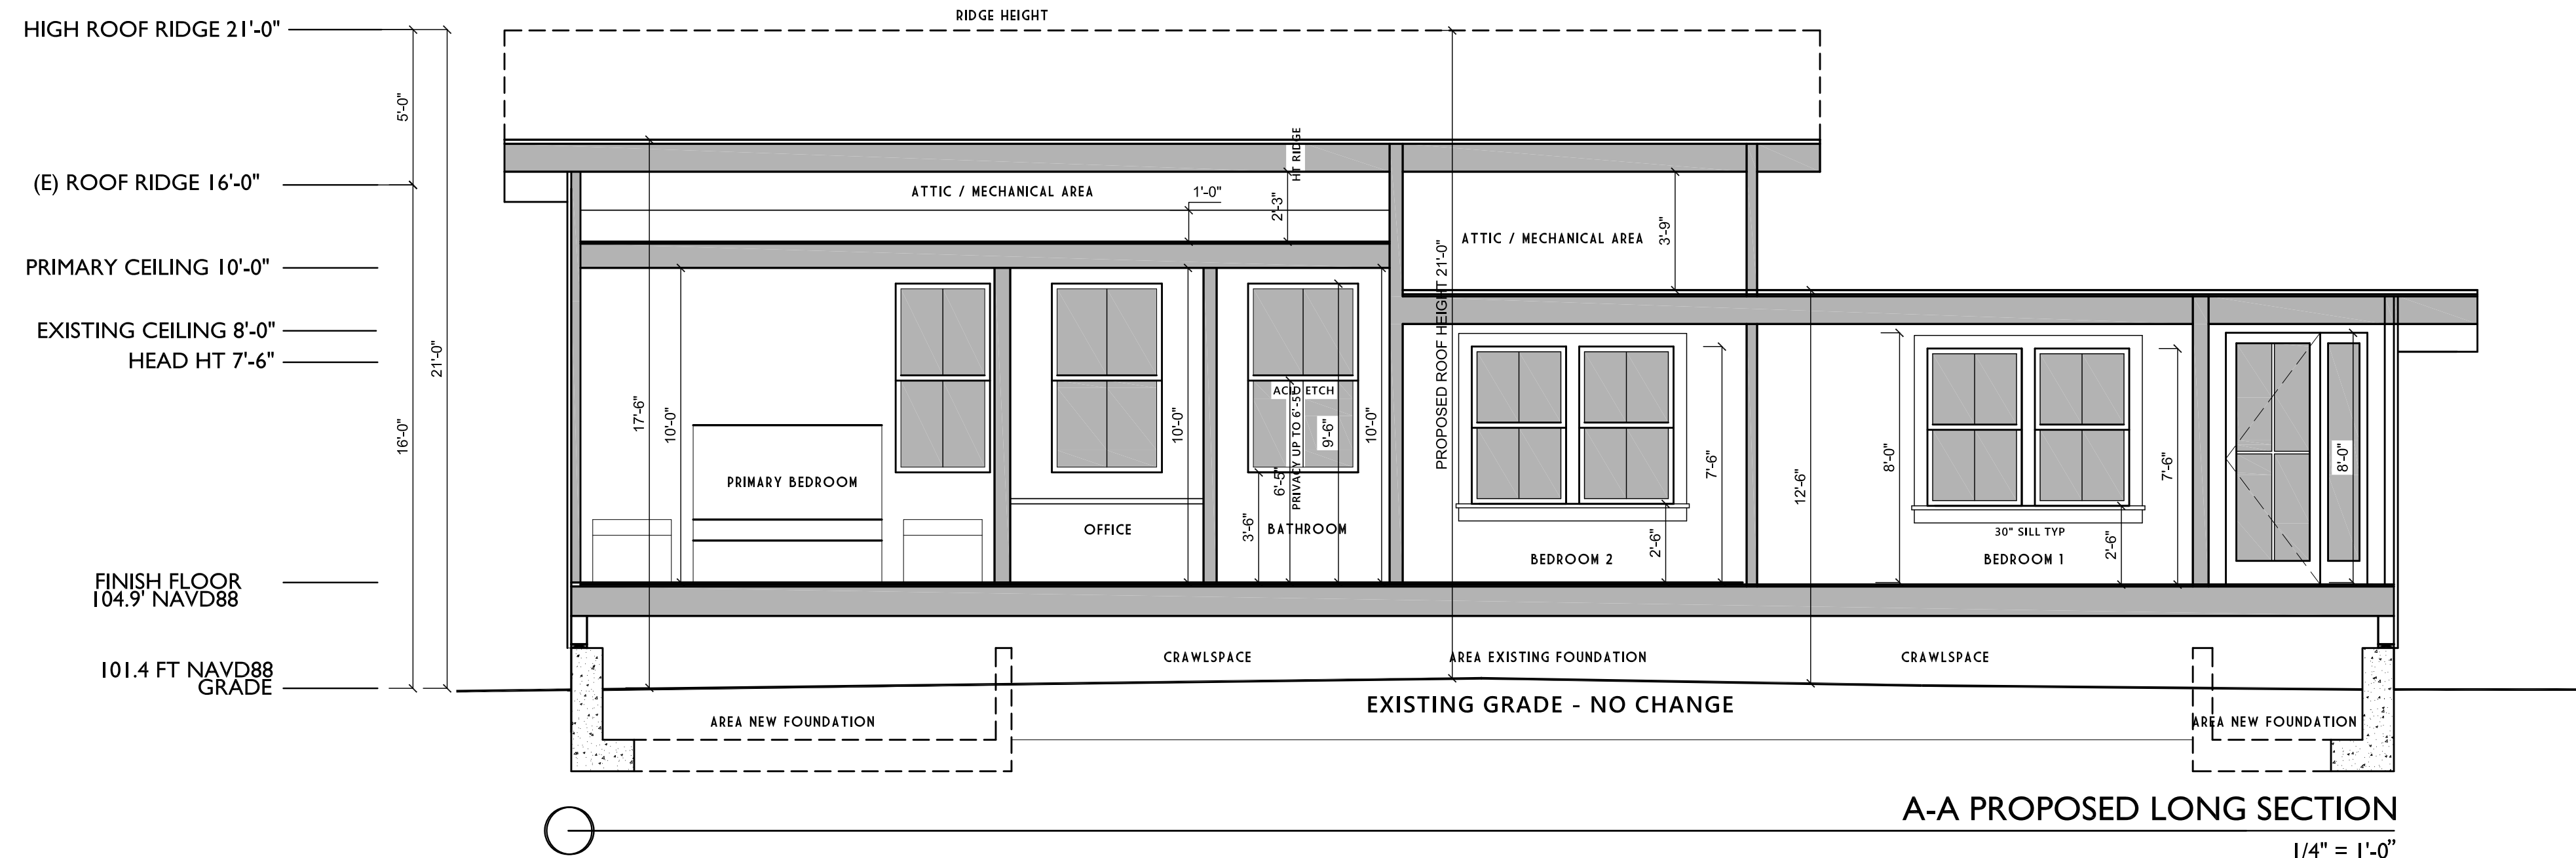 RIDGE HEIGHT
HIGH ROOF RIDGE 21'-0"
5'-0"
(E) ROOF RIDGE 16'-0"
PRIMARY CEILING 10'-0"
EXISTING CEILING 8'-0"
HEAD HT 7'-6"
21'-0"
16'-0"
FINISH FLOOR
104.9' NAVD88
101.4 FT NAVD88
GRADE
HT RIDGE
ATTIC / MECHANICAL AREA
1'-0"
2'-3"
ATTIC / MECHANICAL AREA
3'-9"
PROPOSED ROOF HEIGHT 21'-0"
17'-6"
10'-0"
PRIMARY BEDROOM
OFFICE
10'-0"
ACID ETCH
PRIVACY UP TO 6'-5"
6'-5"
3'-6"
9'-6"
10'-0"
BATHROOM
BEDROOM 2
2'-6"
7'-6"
12'-6"
8'-0"
30" SILL TYP
BEDROOM 1
2'-6"
7'-6"
8'-0"
CRAWLSPACE
AREA EXISTING FOUNDATION
CRAWLSPACE
EXISTING GRADE - NO CHANGE
AREA NEW FOUNDATION
AREA NEW FOUNDATION
A-A PROPOSED LONG SECTION
1/4" = 1'-0"